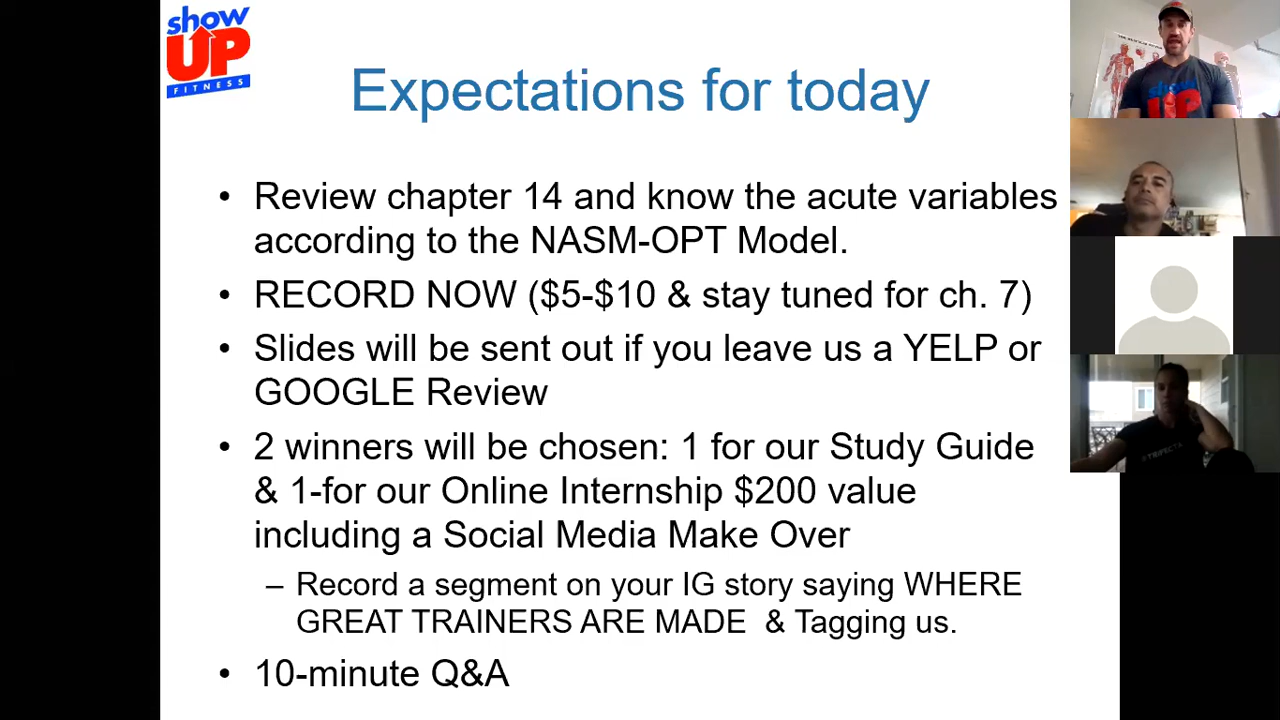 show
UP
FITNESS
Expectations for today
• Review chapter 14 and know the acute variables
according to the NASM-OPT Model.
• RECORD NOW ($5-$10 & stay tuned for ch. 7)
• Slides will be sent out if you leave us a YELP or
GOOGLE Review
• 2 winners will be chosen: 1 for our Study Guide
& 1-for our Online Internship $200 value
including a Social Media Make Over
– Record a segment on your IG story saying WHERE
GREAT TRAINERS ARE MADE & Tagging us.
• 10-minute Q&A
show
UP